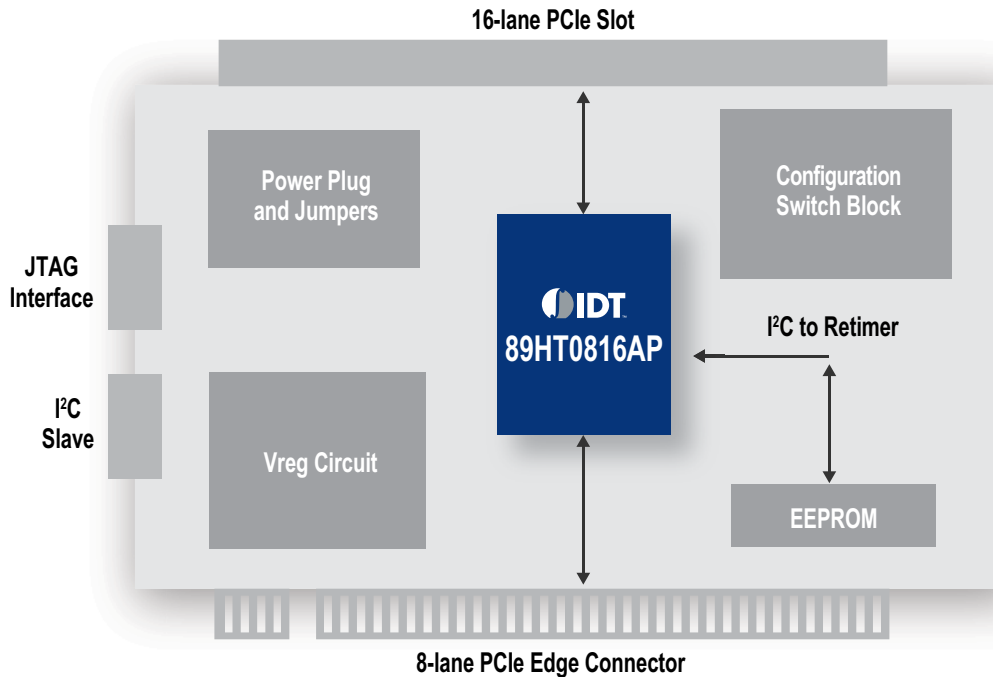 16-lane PCIe Slot
Power Plug
and Jumpers
Configuration
Switch Block
JTAG
Interface
IDT™
89HT0816AP
I²C to Retimer
I²C
Slave
Vreg Circuit
EEPROM
8-lane PCIe Edge Connector